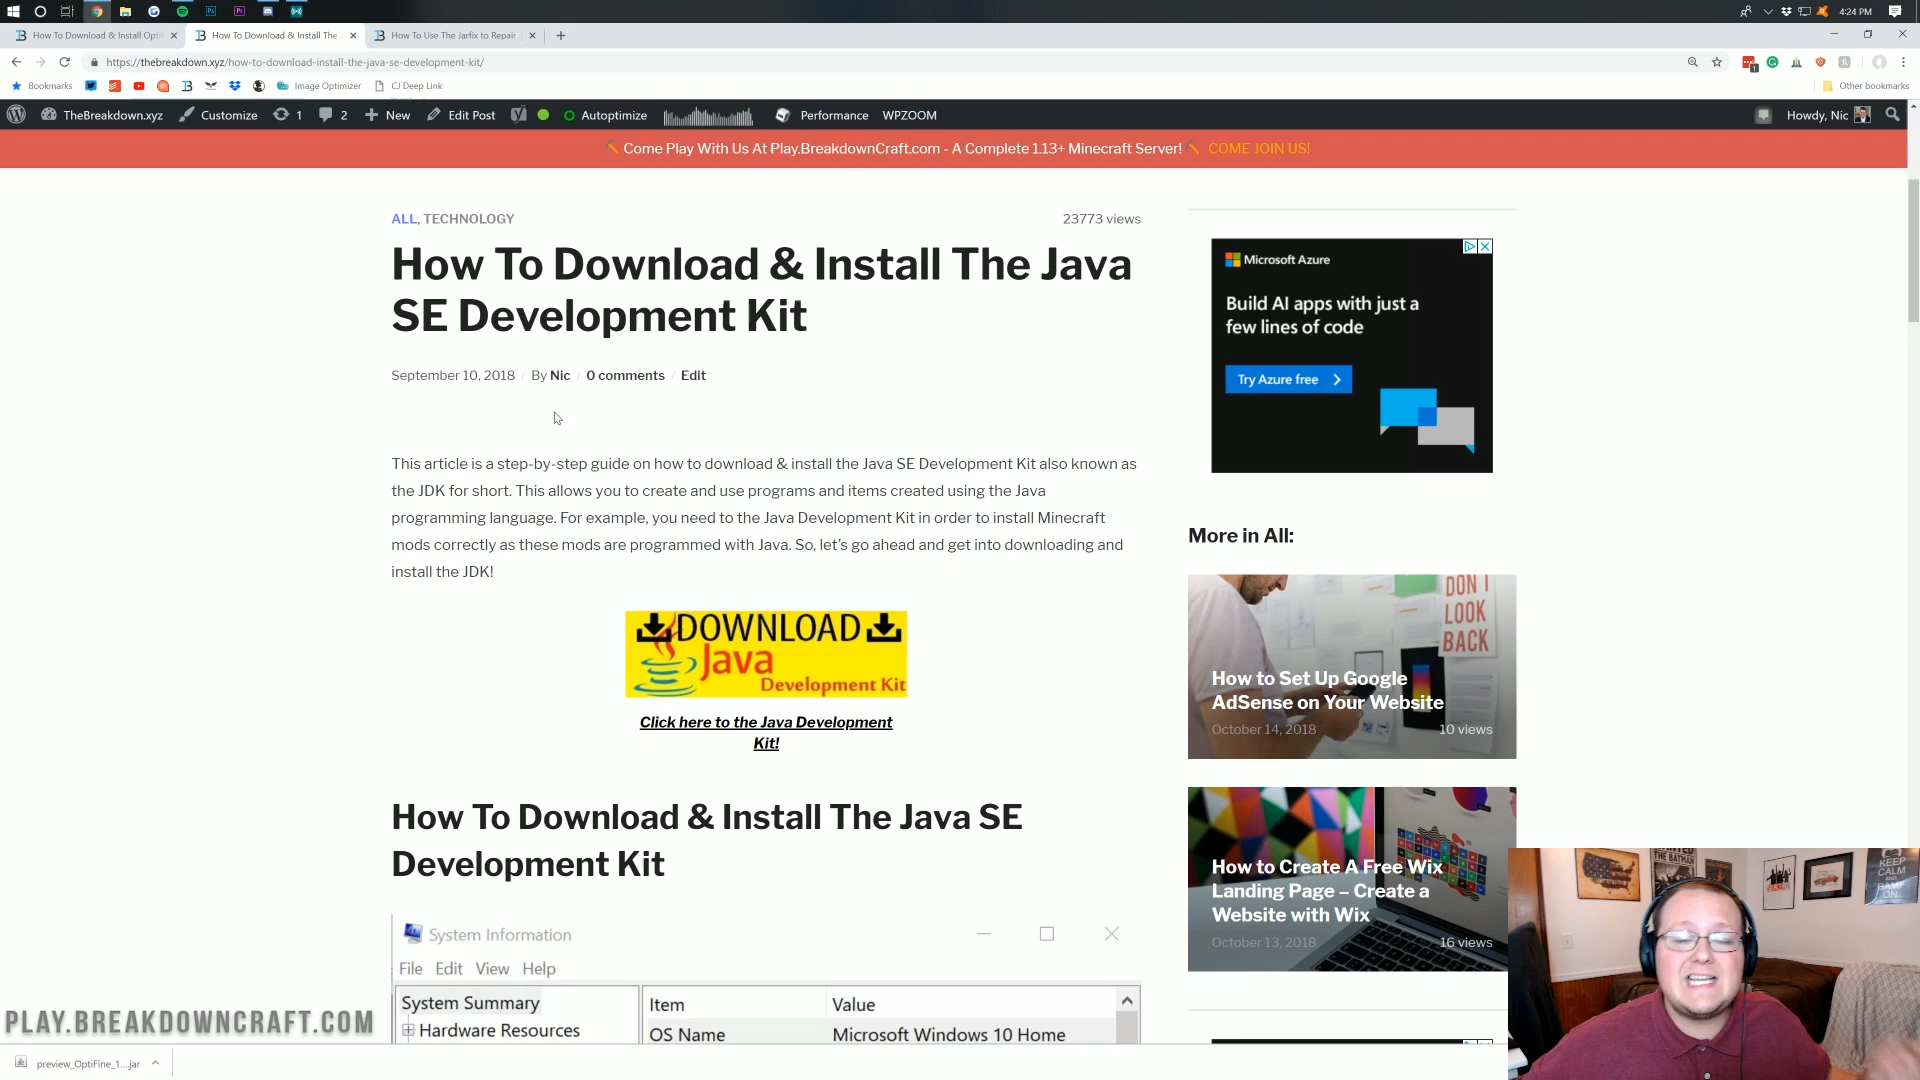 4:24 PM
How To Download & Install Opti
How To Download & Install The J
How To Use The Jarfix to Repair
https://thebreakdown.xyz/how-to-download-install-the-java-se-development-kit/
Bookmarks
Image Optimizer
CJ Deep Link
Other bookmarks
TheBreakdown.xyz
Customize
1
2
New
Edit Post
Autoptimize
Performance
WPZOOM
Howdy, Nic
Come Play With Us At Play.BreakdownCraft.com - A Complete 1.13+ Minecraft Server! COME JOIN US!
ALL, TECHNOLOGY
23773 views
How To Download & Install The Java
SE Development Kit
September 10, 2018 / By Nic / 0 comments / Edit
This article is a step-by-step guide on how to download & install the Java SE Development Kit also known as
the JDK for short. This allows you to create and use programs and items created using the Java
programming language. For example, you need to the Java Development Kit in order to install Minecraft
mods correctly as these mods are programmed with Java. So, let's go ahead and get into downloading and
install the JDK!
DOWNLOAD
Java
Development Kit
Click here to the Java Development
Kit!
How To Download & Install The Java SE
Development Kit
System Information
File Edit View Help
System Summary
Hardware Resources
Item
Value
OS Name
Microsoft Windows 10 Home
Microsoft Azure
Build AI apps with just a
few lines of code
Try Azure free
More in All:
DON'T
LOOK
BACK
How to Set Up Google
AdSense on Your Website
October 14, 2018
10 views
How to Create A Free Wix
Landing Page – Create a
Website with Wix
October 13, 2018
16 views
THE BATMAN
KEEP
CALM
AND
ON
PLAY.BREAKDOWNCRAFT.COM
preview_OptiFine_1....jar